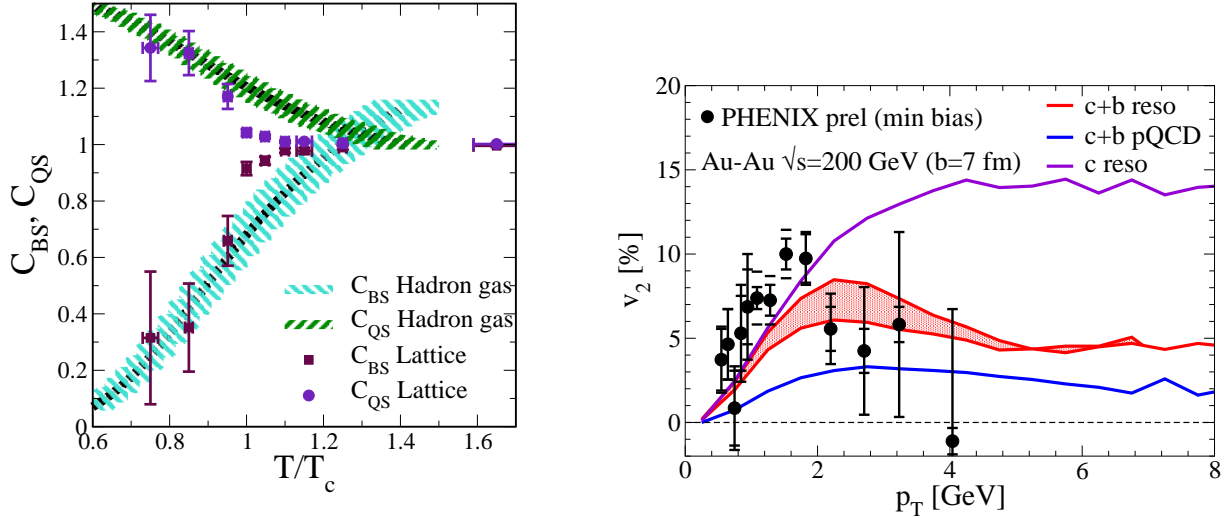 C_BS, C_QS
1.4
1.2
1
0.8
0.6
0.4
0.2
0
0.6 0.8 1 1.2 1.4 1.6
T/T_c
C_BS Hadron gas
C_QS Hadron gas
C_BS Lattice
C_QS Lattice
v_2 [%]
20
15
10
5
0
0 2 4 6 8
p_T [GeV]
PHENIX prel (min bias)
Au-Au √s=200 GeV (b=7 fm)
c+b reso
c+b pQCD
c reso